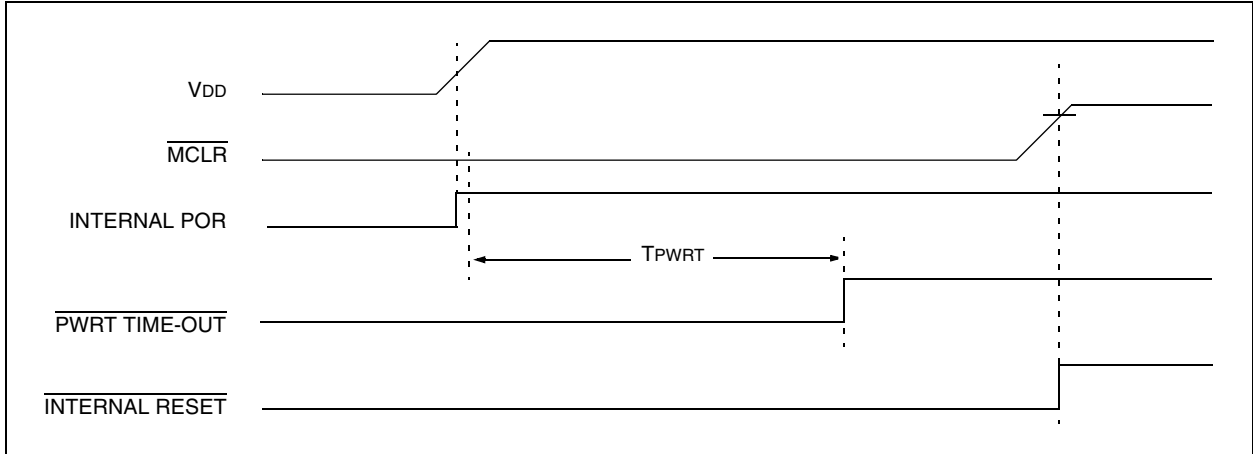 VDD
MCLR
INTERNAL POR
TPWRT
PWRT TIME-OUT
INTERNAL RESET